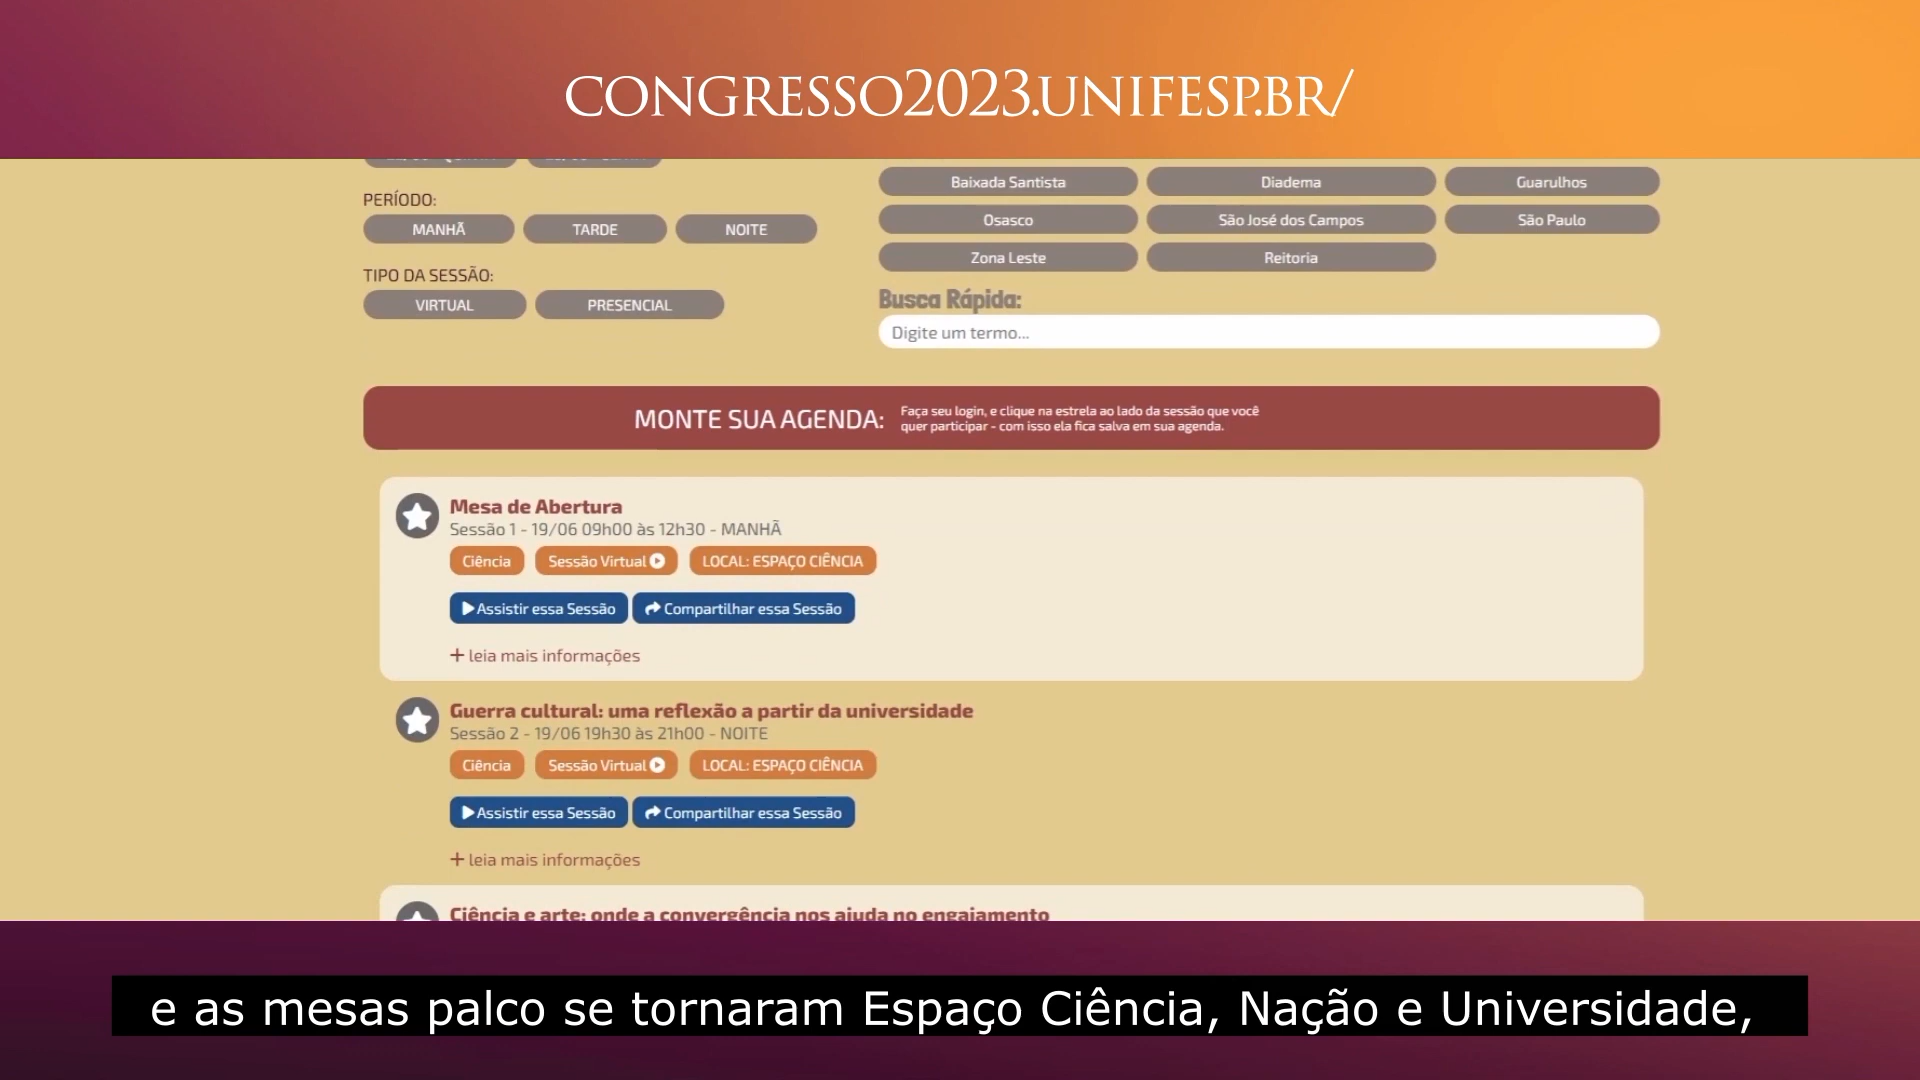 CONGRESSO2023.UNIFESP.BR/
PERÍODO:
MANHÃ
TARDE
NOITE
TIPO DA SESSÃO:
VIRTUAL
PRESENCIAL
Baixada Santista
Diadema
Guarulhos
Osasco
São José dos Campos
São Paulo
Zona Leste
Reitoria
Busca Rápida:
Digite um termo...
MONTE SUA AGENDA:
Faça seu login, e clique na estrela ao lado da sessão que você
quer participar - com isso ela fica salva em sua agenda.
Mesa de Abertura
Sessão 1 - 19/06 09h00 às 12h30 - MANHÃ
Ciência
Sessão Virtual
LOCAL: ESPAÇO CIÊNCIA
Assistir essa Sessão
Compartilhar essa Sessão
+ leia mais informações
Guerra cultural: uma reflexão a partir da universidade
Sessão 2 - 19/06 19h30 às 21h00 - NOITE
Ciência
Sessão Virtual
LOCAL: ESPAÇO CIÊNCIA
Assistir essa Sessão
Compartilhar essa Sessão
+ leia mais informações
Ciência e arte: onde a convergência nos ajuda no engajamento
e as mesas palco se tornaram Espaço Ciência, Nação e Universidade,